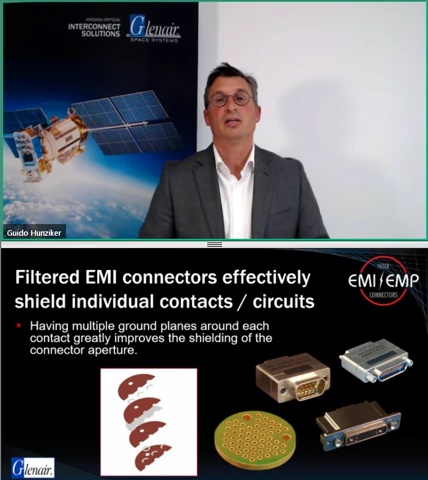 MISSION-CRITICAL
INTERCONNECT
SOLUTIONS
Glenair.
SPACE SYSTEMS
Guido Hunziker
Filtered EMI connectors effectively
shield individual contacts / circuits
FILTER
EMI EMP
CONNECTORS
Having multiple ground planes around each
contact greatly improves the shielding of the
connector aperture.
Glenair.